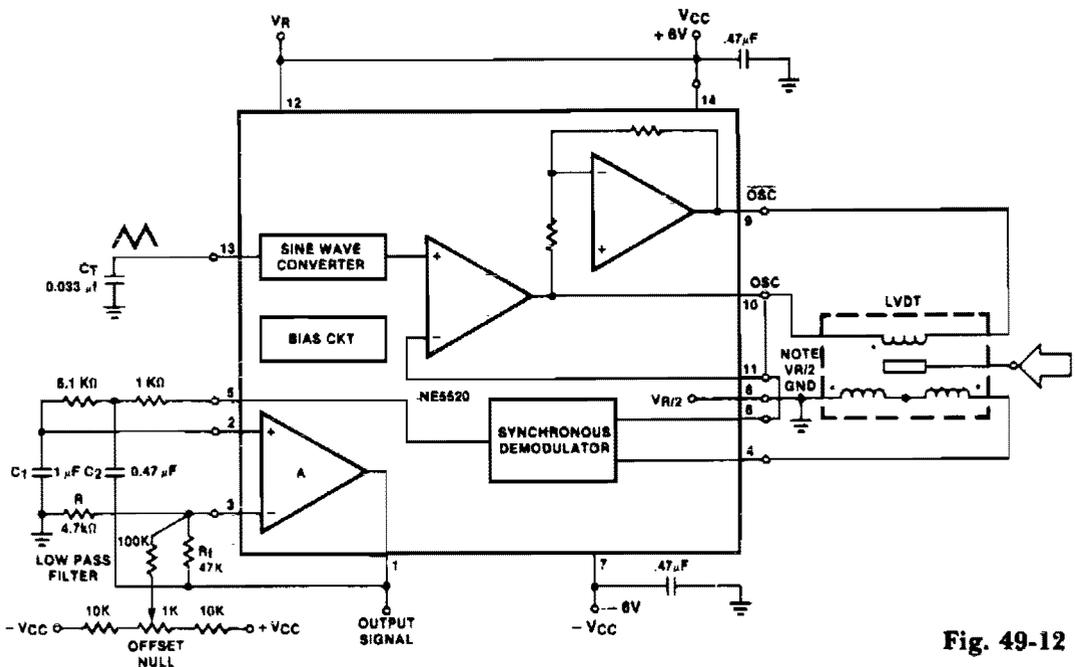 VR
VCC
+ 6V
.47µF
12
14
OSC
9
13
SINE WAVE
CONVERTER
+
−
−
+
CT
0.033 µf
OSC
10
LVDT
BIAS CKT
NOTE
VR/2
GND
11
5.1 KΩ
1 KΩ
5
NE5520
VR/2
8
6
SYNCHRONOUS
DEMODULATOR
2
+
A
4
C1
1 µF
C2
0.47 µF
R
4.7kΩ
3
−
LOW PASS
FILTER
100K
Rf
47K
1
7
.47µF
10K
1K
10K
− VCC
+ VCC
OFFSET
NULL
OUTPUT
SIGNAL
− 6V
− VCC
Fig. 49-12